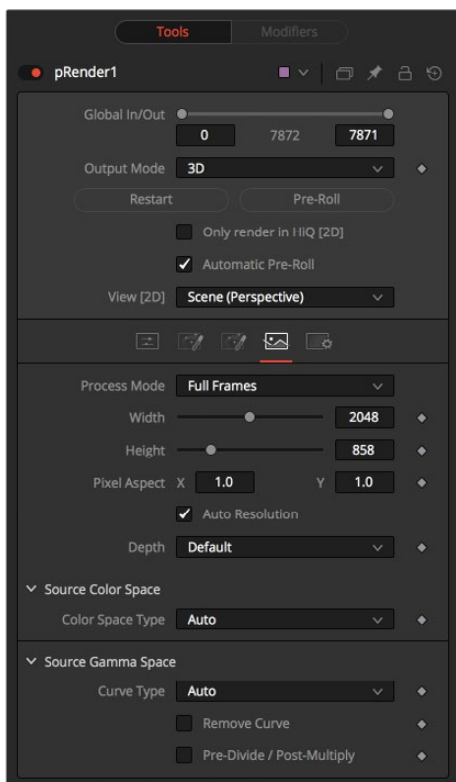 Tools Modifiers
pRender1
Global In/Out
0 7872 7871
Output Mode 3D
Restart Pre-Roll
Only render in HiQ [2D]
Automatic Pre-Roll
View [2D] Scene (Perspective)
Process Mode Full Frames
Width 2048
Height 858
Pixel Aspect X 1.0 Y 1.0
Auto Resolution
Depth Default
Source Color Space
Color Space Type Auto
Source Gamma Space
Curve Type Auto
Remove Curve
Pre-Divide / Post-Multiply